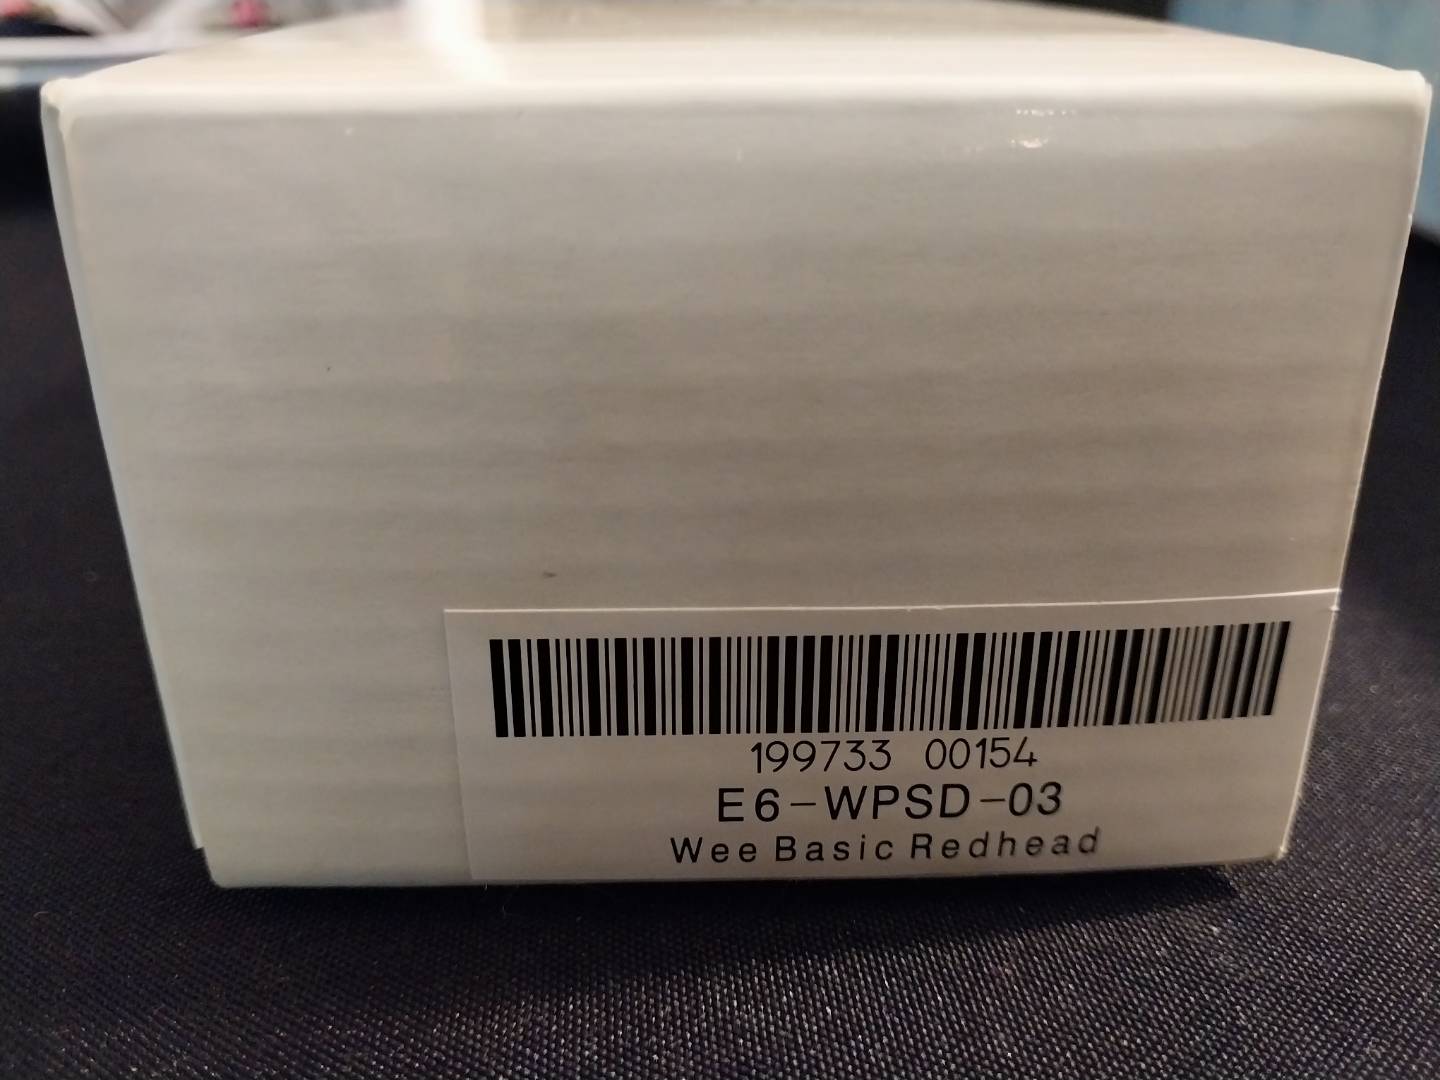 199733 00154
E6-WPSD-03
Wee Basic Redhead